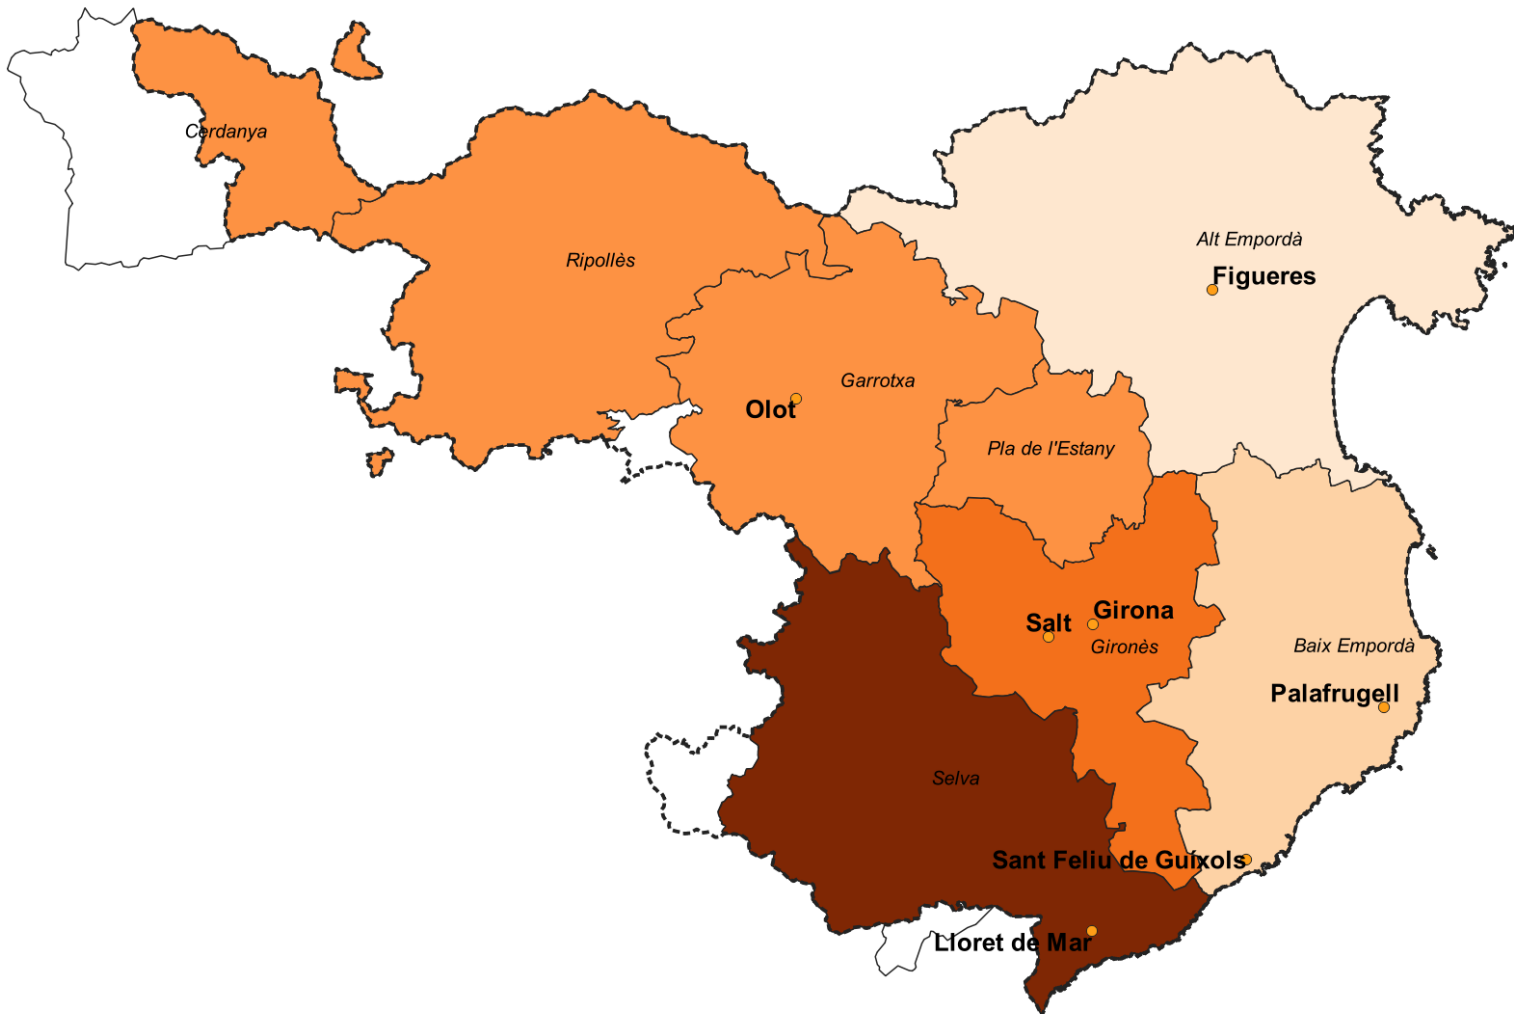 Cerdanya
Alt Empordà
Ripollès
Figueres
Garrotxa
Olot
Pla de l'Estany
Girona
Salt
Gironès
Baix Empordà
Palafrugell
Selva
Sant Feliu de Guíxols
Lloret de Mar